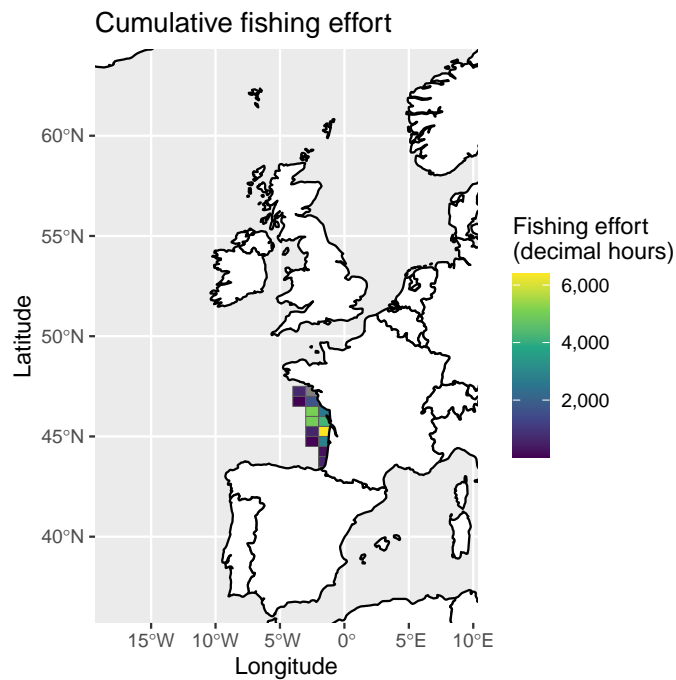 Cumulative fishing effort
60°N
55°N
50°N
45°N
40°N
Latitude
15°W
10°W
5°W
0°
5°E
10°E
Longitude
Fishing effort
(decimal hours)
6,000
4,000
2,000